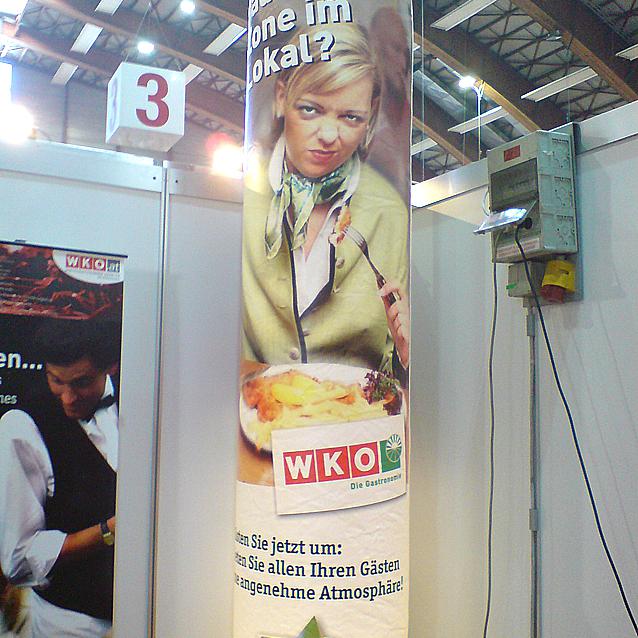 one im
okal?
3
WKO
en...
s
nes
WKO
Die Gastronomie
ten Sie jetzt um:
ten Sie allen Ihren Gästen
e angenehme Atmosphäre!